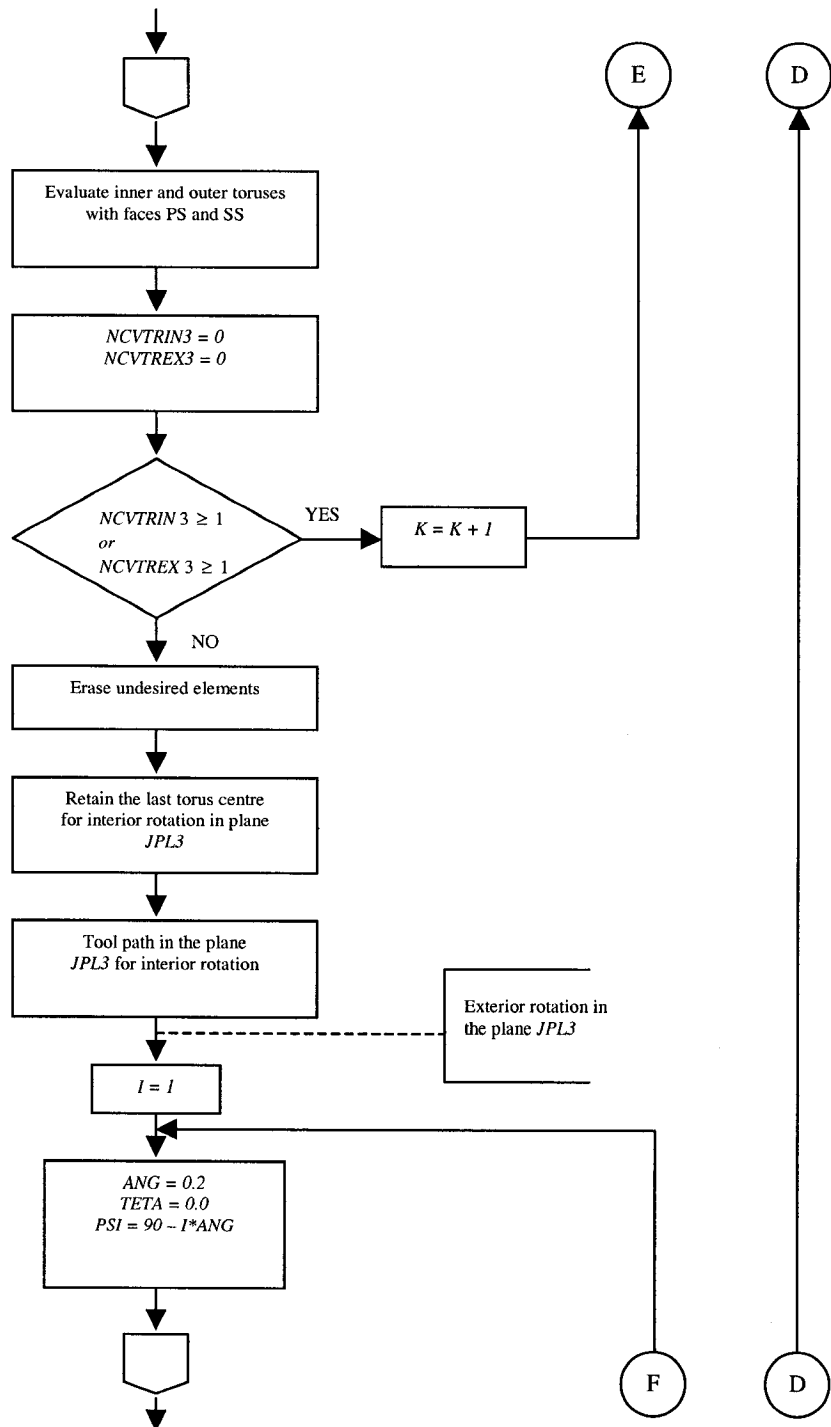 E
D
Evaluate inner and outer toruses
with faces PS and SS
NCVTRIN3 = 0
NCVTREX3 = 0
NCVTRIN 3 ≥ 1
or
NCVTREX 3 ≥ 1
YES
K = K + 1
NO
Erase undesired elements
Retain the last torus centre
for interior rotation in plane
JPL3
Tool path in the plane
JPL3 for interior rotation
Exterior rotation in
the plane JPL3
I = 1
ANG = 0.2
TETA = 0.0
PSI = 90 – I*ANG
F
D